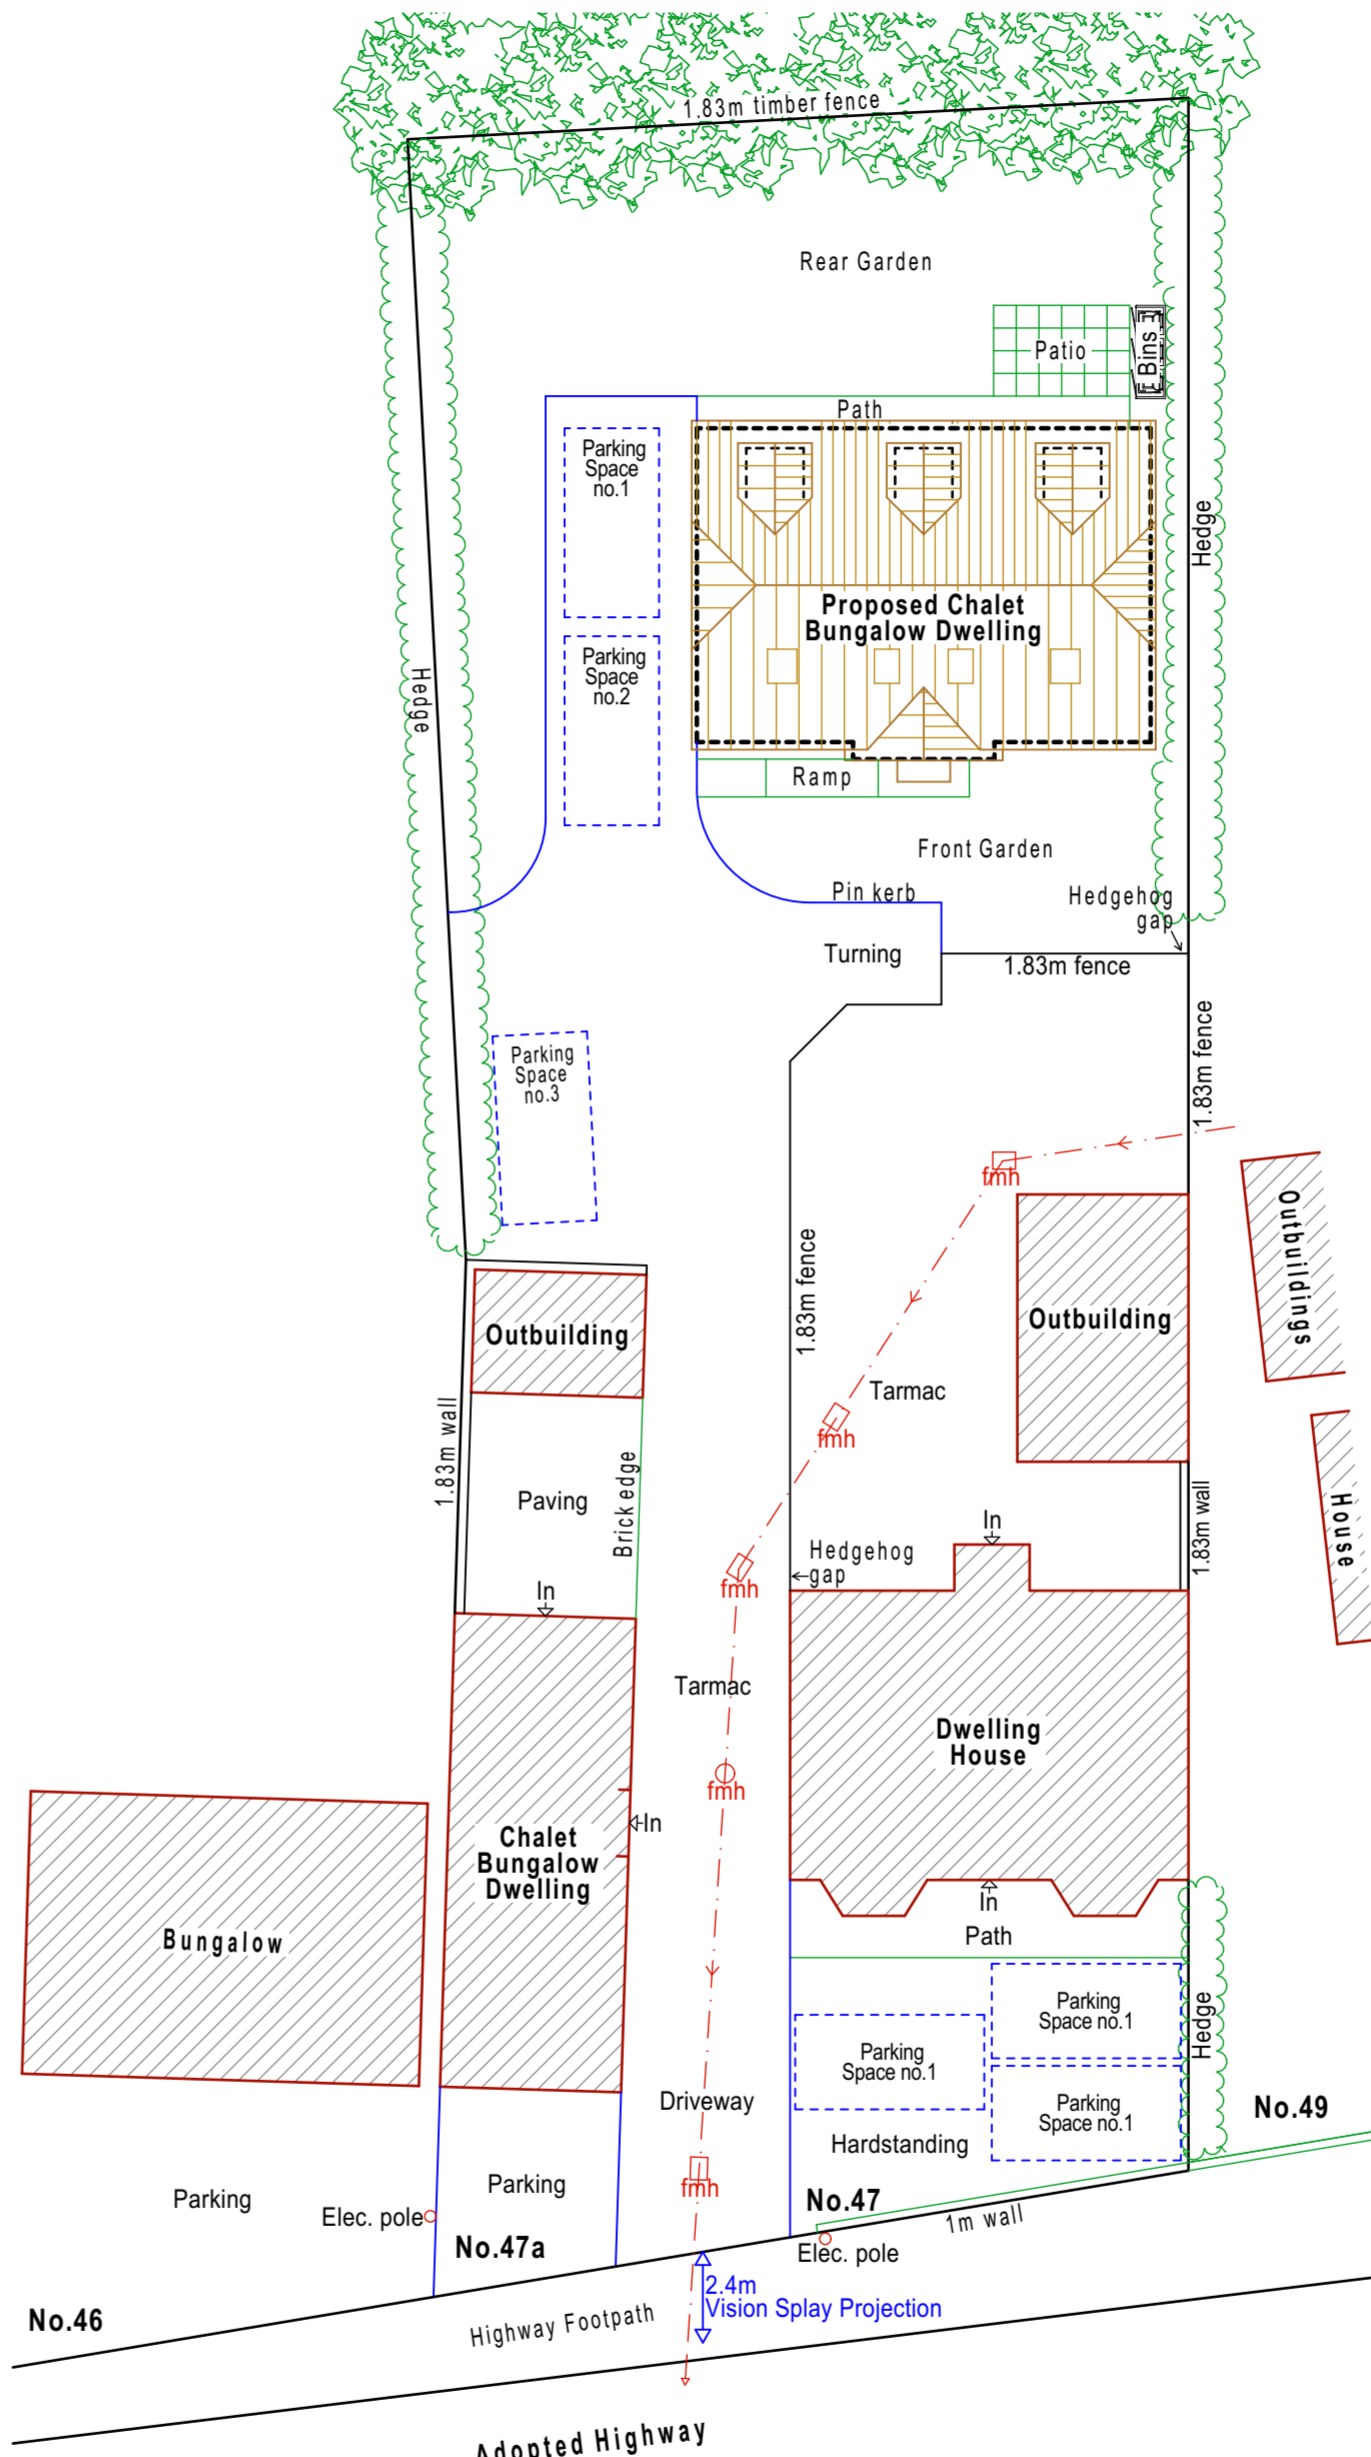 1.83m timber fence
Rear Garden
Patio
Bins
Path
Parking
Space
no.1
Hedge
Proposed Chalet
Bungalow Dwelling
Parking
Space
no.2
Hedge
Ramp
Front Garden
Pin kerb
Hedgehog
gap
Turning
1.83m fence
1.83m fence
Parking
Space
no.3
fmh
Outbuildings
1.83m fence
Outbuilding
Outbuilding
Tarmac
fmh
1.83m wall
Paving
Brick edge
In
1.83m wall
House
Hedgehog
gap
fmh
In
Tarmac
Dwelling
House
fmh
In
Chalet
Bungalow
Dwelling
In
Path
Bungalow
Parking
Space no.1
Parking
Space no.1
Hedge
Driveway
Parking
Space no.1
No.49
Hardstanding
fmh
Parking
Parking
Elec. pole
No.47
1m wall
No.47a
Elec. pole
2.4m
Vision Splay Projection
No.46
Highway Footpath
Adopted Highway